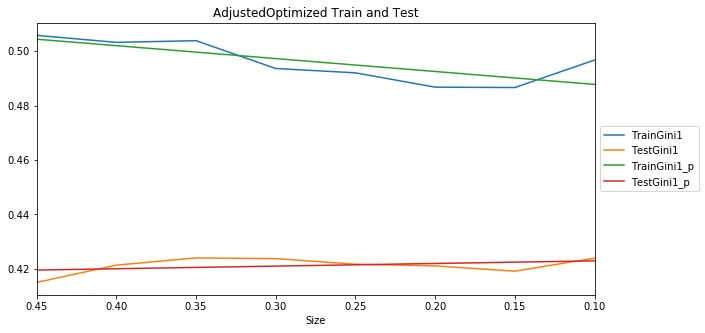 AdjustedOptimized Train and Test
0.50
0.48
0.46
0.44
0.42
0.45 0.40 0.35 0.30 0.25 0.20 0.15 0.10
Size
TrainGini1
TestGini1
TrainGini1_p
TestGini1_p